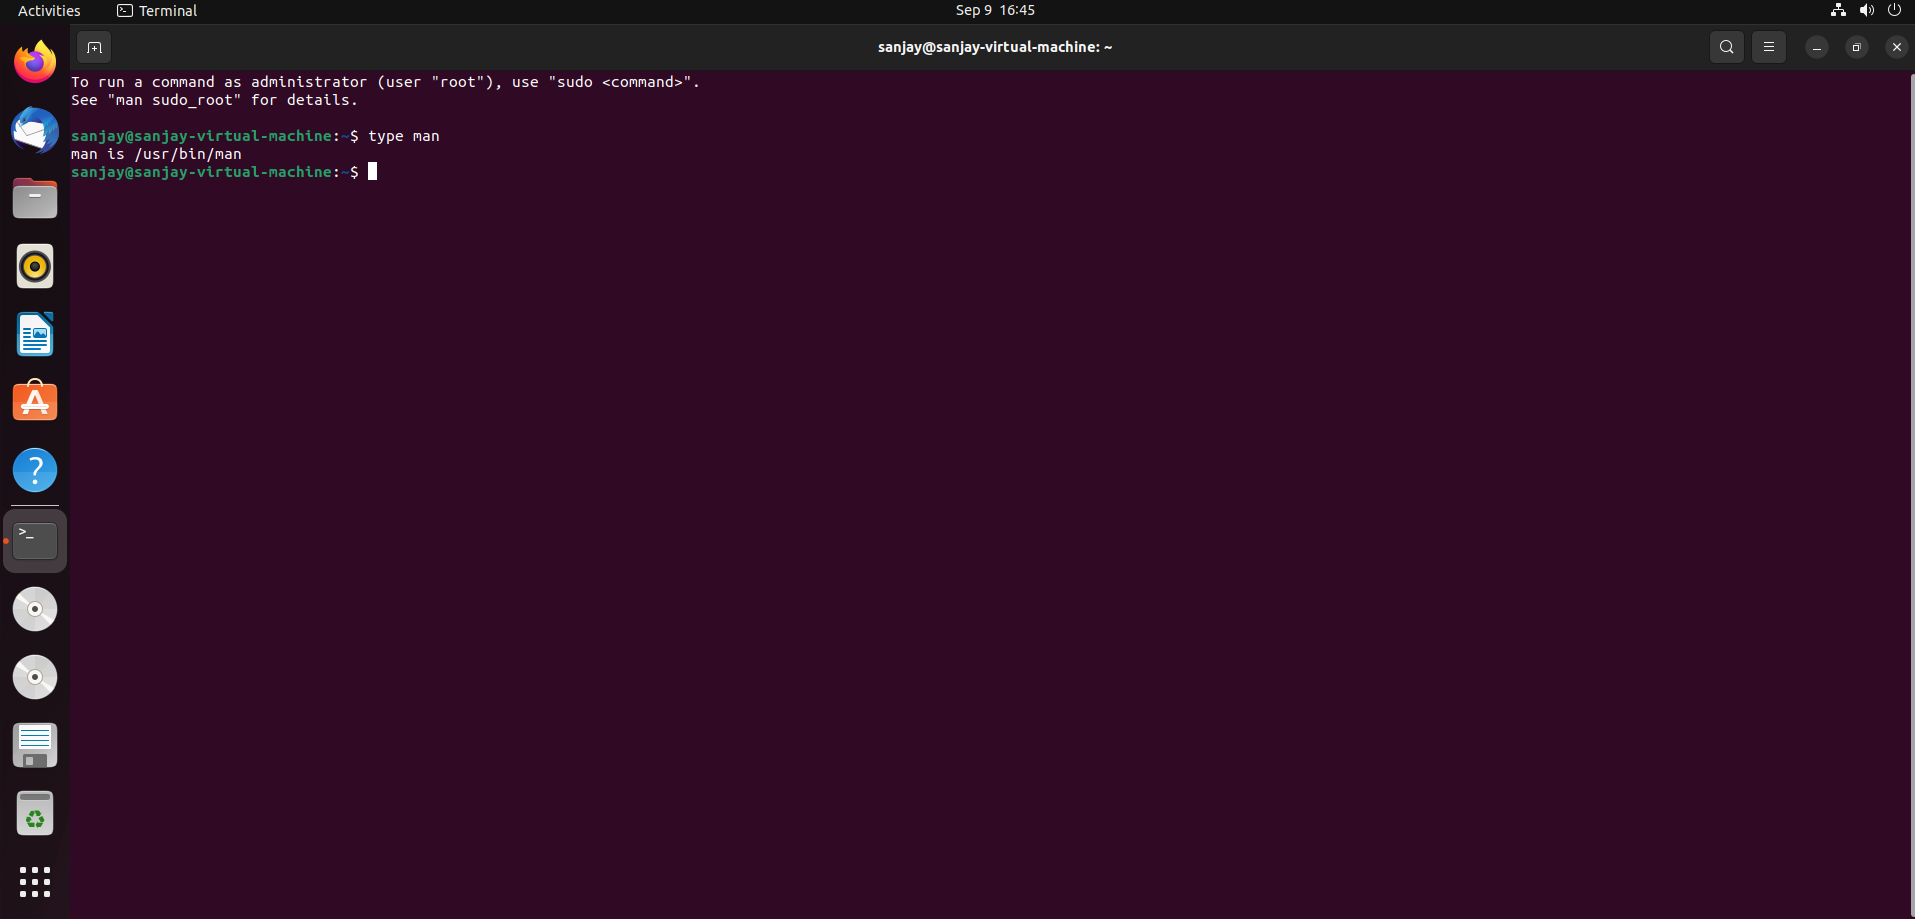 Activities Terminal Sep 9 16:45
sanjay@sanjay-virtual-machine: ~
To run a command as administrator (user "root"), use "sudo <command>".
See "man sudo_root" for details.
sanjay@sanjay-virtual-machine:~$ type man
man is /usr/bin/man
sanjay@sanjay-virtual-machine:~$